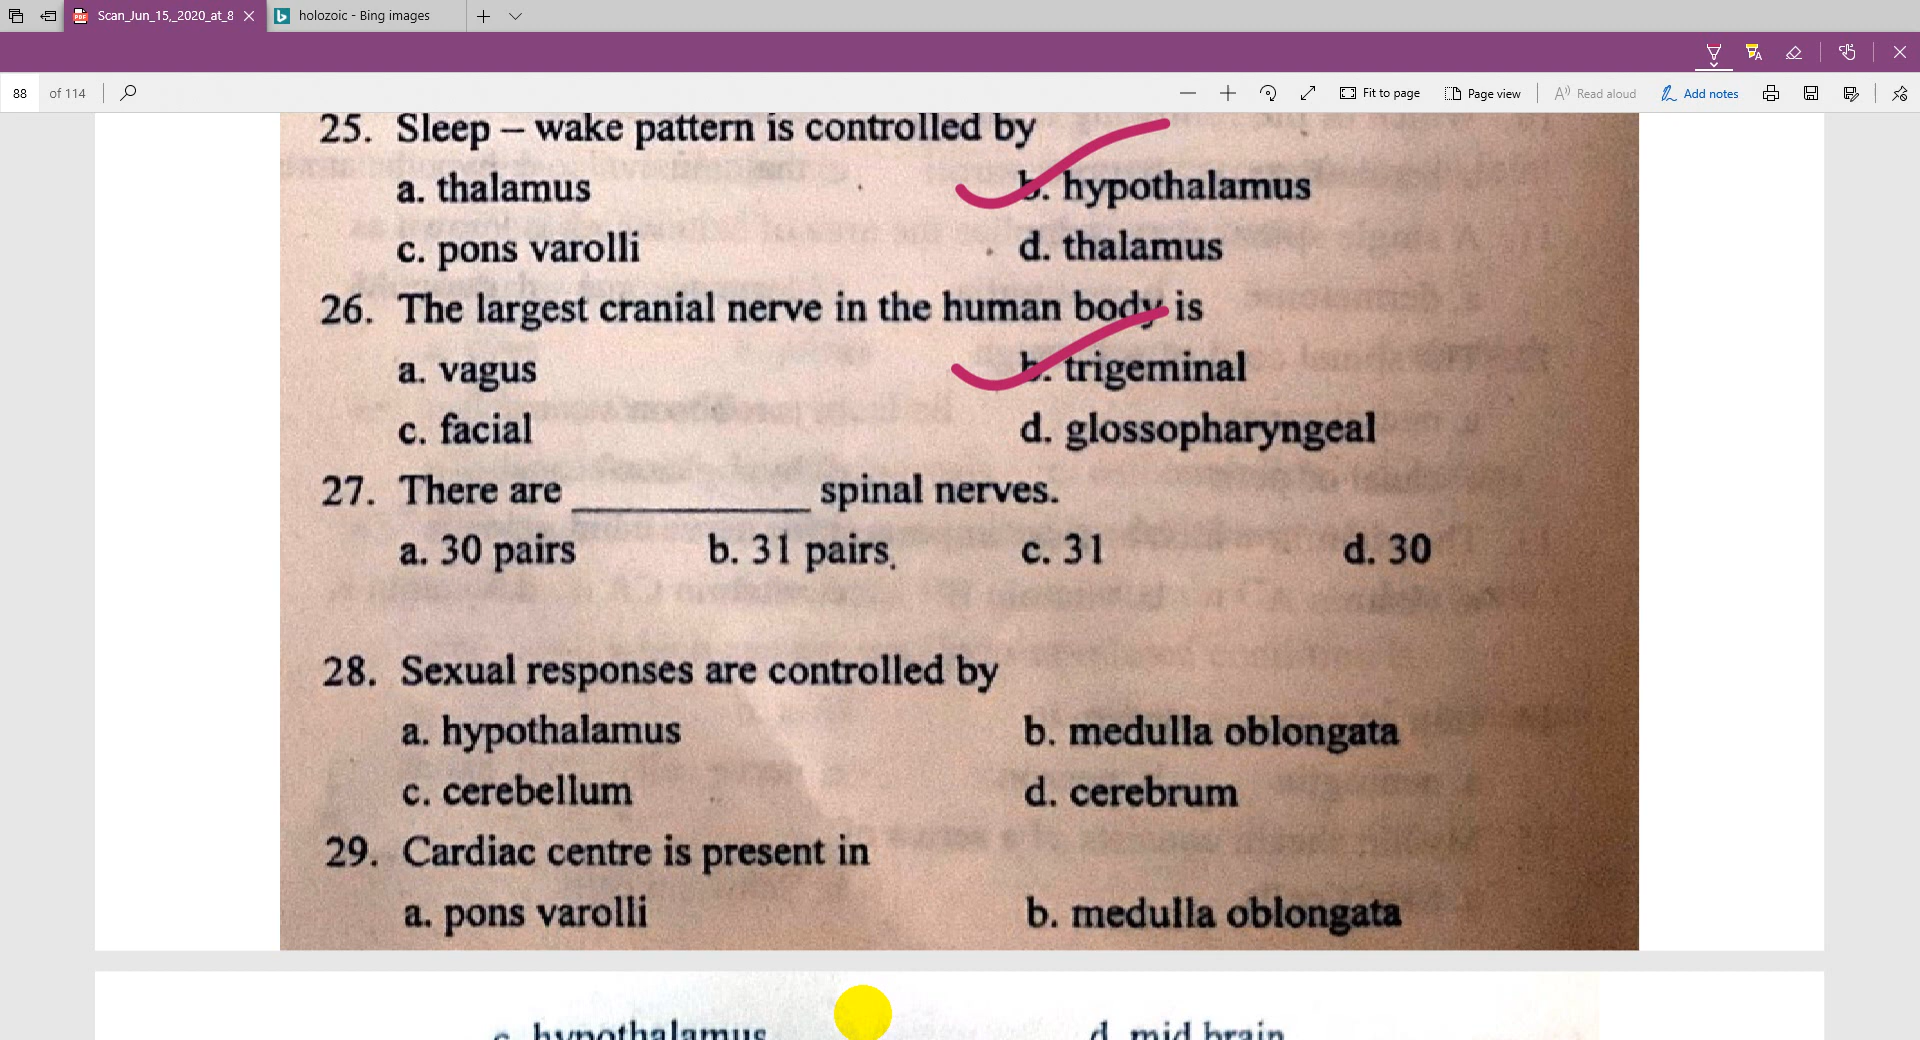 Scan_Jun_15,_2020_at_8
holozoic - Bing images
88 of 114
Fit to page
Page view
Read aloud
Add notes
25. Sleep – wake pattern is controlled by
a. thalamus b. hypothalamus
c. pons varolli d. thalamus
26. The largest cranial nerve in the human body is
a. vagus b. trigeminal
c. facial d. glossopharyngeal
27. There are __________ spinal nerves.
a. 30 pairs b. 31 pairs. c. 31 d. 30
28. Sexual responses are controlled by
a. hypothalamus b. medulla oblongata
c. cerebellum d. cerebrum
29. Cardiac centre is present in
a. pons varolli b. medulla oblongata
c. hypothalamus d. mid brain